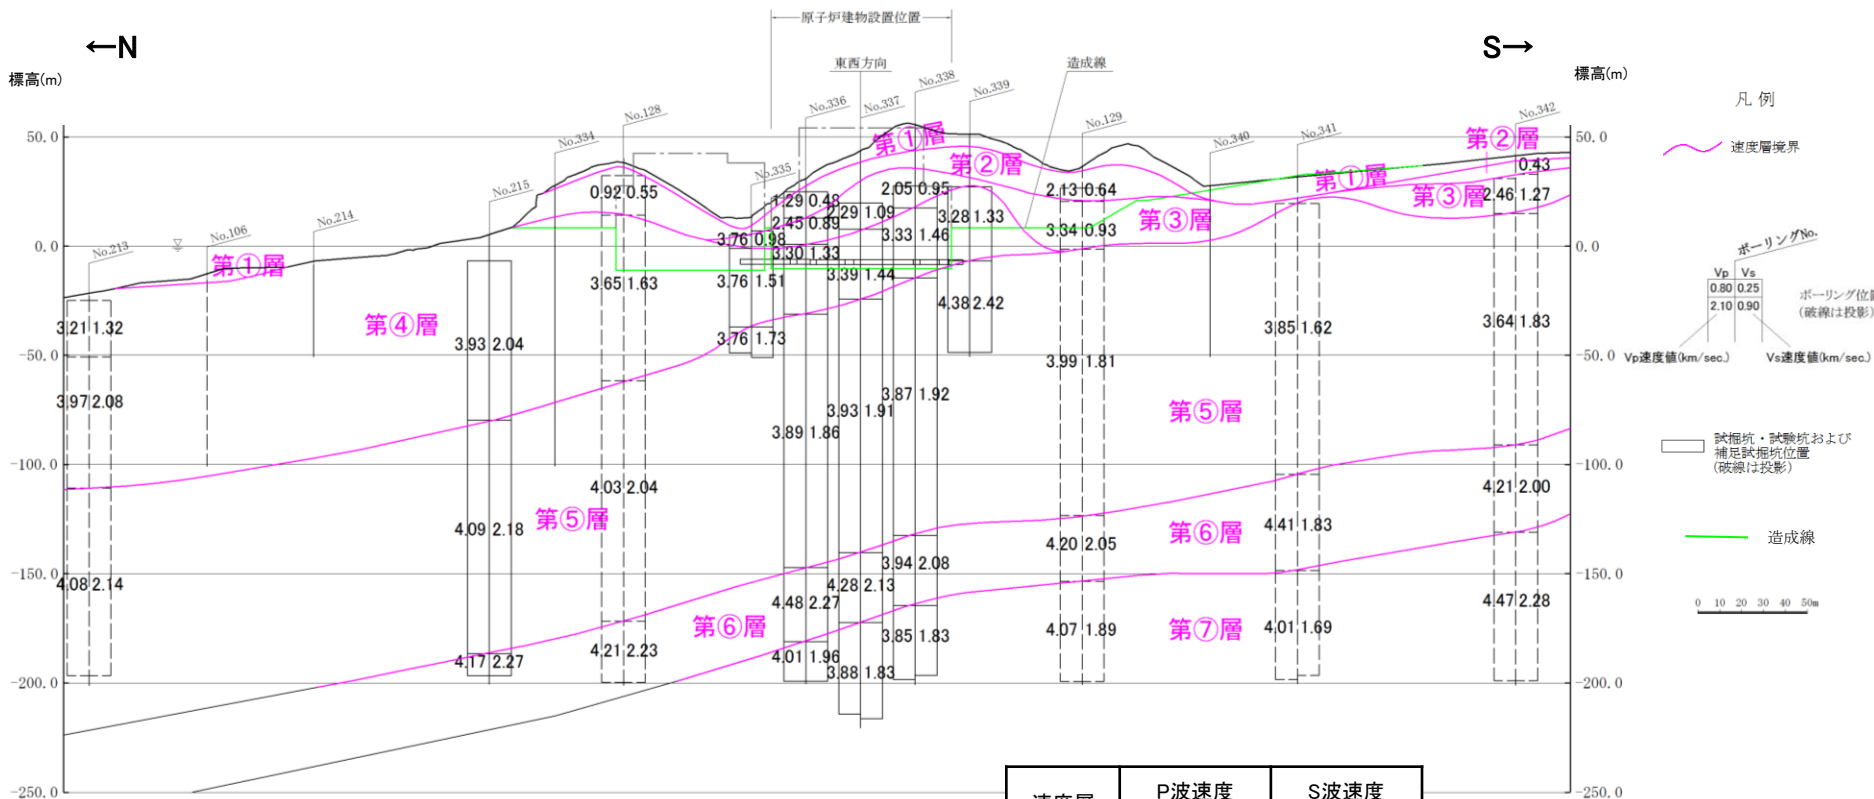 ←N
S→
原子炉建物設置位置
東西方向
造成線
標高(m)
標高(m)
凡 例
速度層境界
No.213
No.106
No.214
No.215
No.334
No.128
No.335
No.336
No.337
No.338
No.339
No.129
No.340
No.341
No.342
50.0
0.0
-50.0
-100.0
-150.0
-200.0
-250.0
50.0
0.0
-50.0
-100.0
-150.0
-200.0
-250.0
第①層
第①層
第②層
第②層
第①層
第③層
第③層
第④層
第⑤層
第⑤層
第⑥層
第⑥層
第⑦層
3.21 1.32
3.97 2.08
4.08 2.14
3.93 2.04
4.09 2.18
4.17 2.27
0.92 0.55
3.65 1.63
4.03 2.04
4.21 2.23
3.76 0.98
3.76 1.51
3.76 1.73
1.29 0.48
2.45 0.89
3.30 1.33
3.89 1.86
4.48 2.27
4.01 1.96
2.29 1.09
3.39 1.44
3.93 1.91
4.28 2.13
3.88 1.83
2.05 0.95
3.33 1.46
3.87 1.92
3.94 2.08
3.85 1.83
3.28 1.33
4.38 2.42
2.13 0.64
3.34 0.93
3.99 1.81
4.20 2.05
4.07 1.89
3.85 1.62
4.41 1.83
4.01 1.69
0.43
2.46 1.27
3.64 1.83
4.21 2.00
4.47 2.28
ボーリングNo.
Vp Vs
0.80 0.25
2.10 0.90
ボーリング位置
(破線は投影)
Vp速度値(km/sec.)
Vs速度値(km/sec.)
試掘坑・試験坑および
補足試掘坑位置
(破線は投影)
造成線
0 10 20 30 40 50m
速度層
P波速度
S波速度